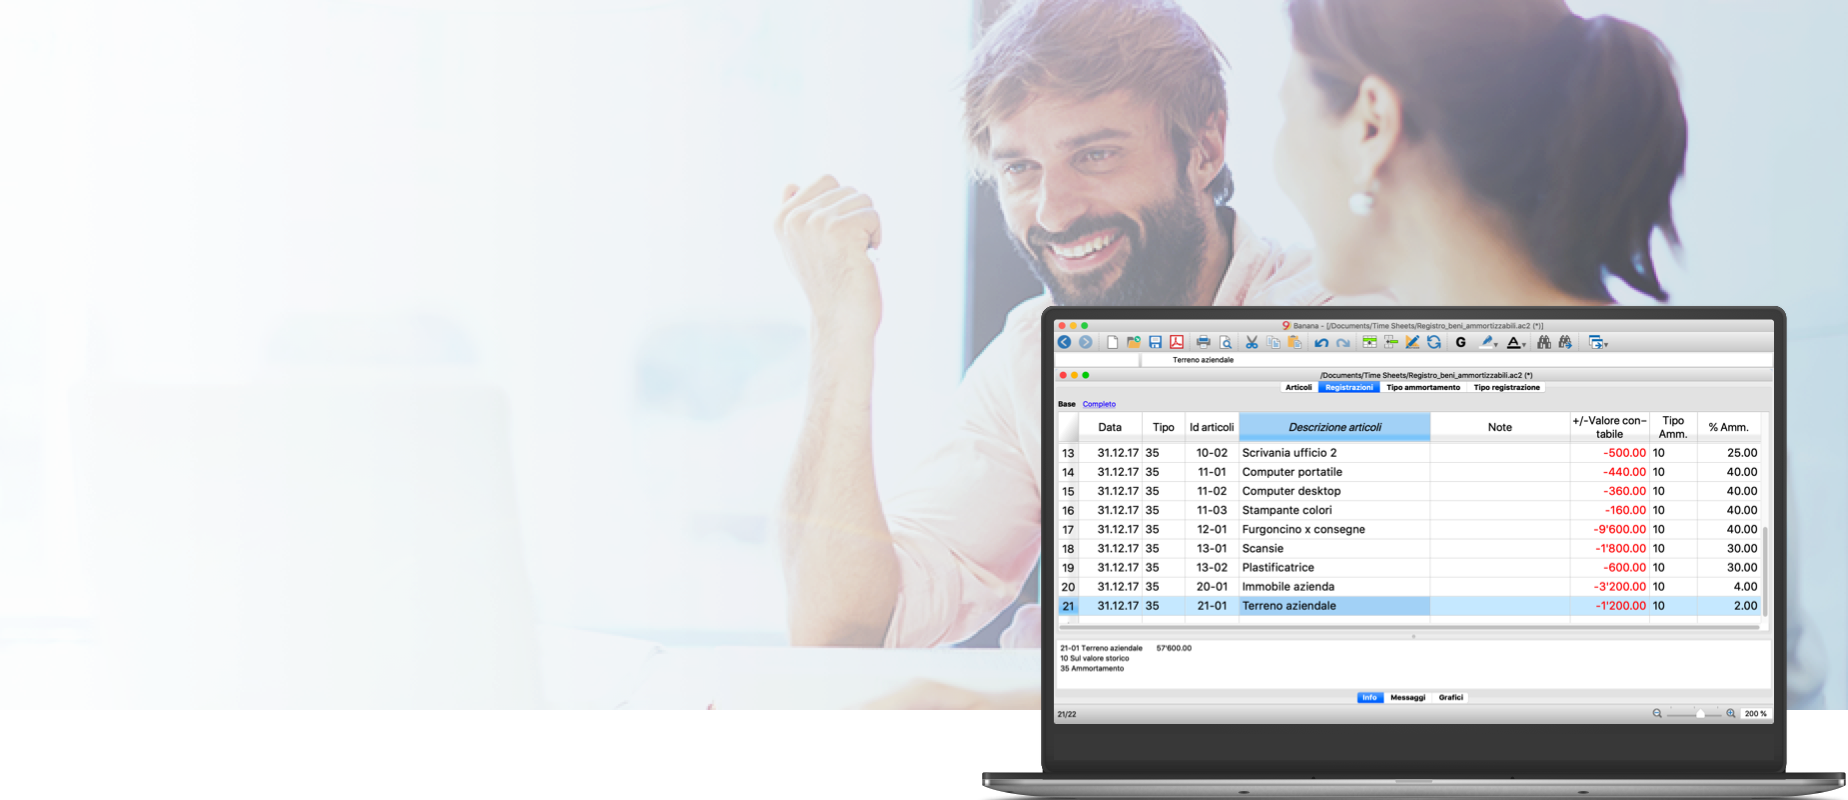 9 Banana - [/Documents/Time Sheets/Registro_beni_ammortizzabili.ac2 (*)]
G A
Terreno aziendale
/Documents/Time Sheets/Registro_beni_ammortizzabili.ac2 (*)
Articoli Registrazioni Tipo ammortamento Tipo registrazione
Base Completo
Data Tipo Id articoli Descrizione articoli Note +/-Valore con- Tipo % Amm.
tabile Amm.
13 31.12.17 35 10-02 Scrivania ufficio 2 -500.00 10 25.00
14 31.12.17 35 11-01 Computer portatile -440.00 10 40.00
15 31.12.17 35 11-02 Computer desktop -360.00 10 40.00
16 31.12.17 35 11-03 Stampante colori -160.00 10 40.00
17 31.12.17 35 12-01 Furgoncino x consegne -9'600.00 10 40.00
18 31.12.17 35 13-01 Scansie -1'800.00 10 30.00
19 31.12.17 35 13-02 Plastificatrice -600.00 10 30.00
20 31.12.17 35 20-01 Immobile azienda -3'200.00 10 4.00
21 31.12.17 35 21-01 Terreno aziendale -1'200.00 10 2.00
21-01 Terreno aziendale 57'600.00
10 Sul valore storico
35 Ammortamento
Info Messaggi Grafici
21/22 200 %